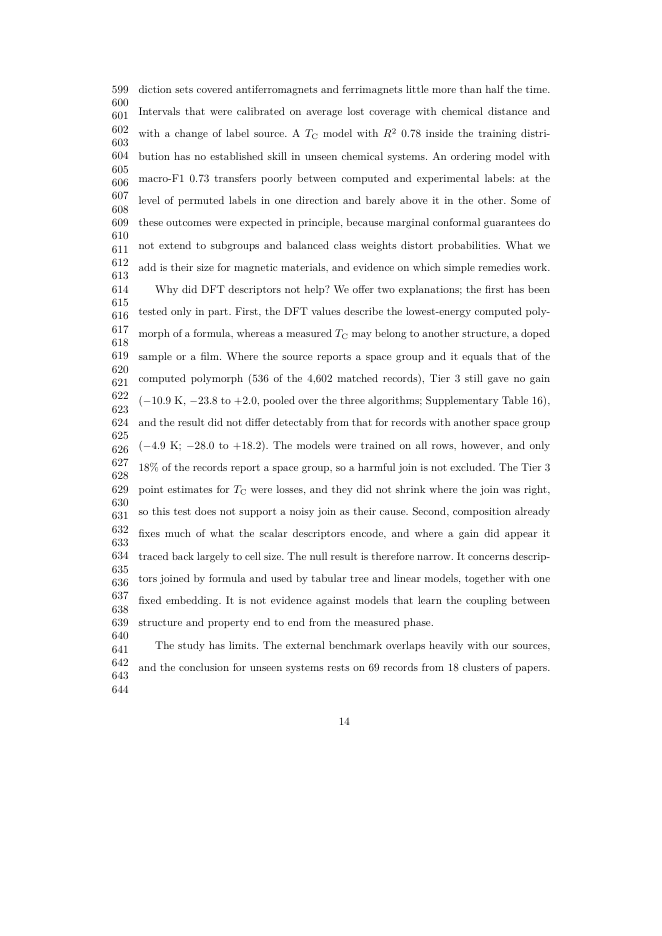 599 diction sets covered antiferromagnets and ferrimagnets little more than half the time.
600
601 Intervals that were calibrated on average lost coverage with chemical distance and
602 with a change of label source. A T_C model with R² 0.78 inside the training distri-
603
604 bution has no established skill in unseen chemical systems. An ordering model with
605
606 macro-F1 0.73 transfers poorly between computed and experimental labels: at the
607 level of permuted labels in one direction and barely above it in the other. Some of
608
609 these outcomes were expected in principle, because marginal conformal guarantees do
610
611 not extend to subgroups and balanced class weights distort probabilities. What we
612 add is their size for magnetic materials, and evidence on which simple remedies work.
613
614 Why did DFT descriptors not help? We offer two explanations; the first has been
615
616 tested only in part. First, the DFT values describe the lowest-energy computed poly-
617 morph of a formula, whereas a measured T_C may belong to another structure, a doped
618
619 sample or a film. Where the source reports a space group and it equals that of the
620
621 computed polymorph (536 of the 4,602 matched records), Tier 3 still gave no gain
622 (−10.9 K, −23.8 to +2.0, pooled over the three algorithms; Supplementary Table 16),
623
624 and the result did not differ detectably from that for records with another space group
625
626 (−4.9 K; −28.0 to +18.2). The models were trained on all rows, however, and only
627 18% of the records report a space group, so a harmful join is not excluded. The Tier 3
628
629 point estimates for T_C were losses, and they did not shrink where the join was right,
630
631 so this test does not support a noisy join as their cause. Second, composition already
632 fixes much of what the scalar descriptors encode, and where a gain did appear it
633
634 traced back largely to cell size. The null result is therefore narrow. It concerns descrip-
635
636 tors joined by formula and used by tabular tree and linear models, together with one
637 fixed embedding. It is not evidence against models that learn the coupling between
638
639 structure and property end to end from the measured phase.
640
641 The study has limits. The external benchmark overlaps heavily with our sources,
642 and the conclusion for unseen systems rests on 69 records from 18 clusters of papers.
643
644
14